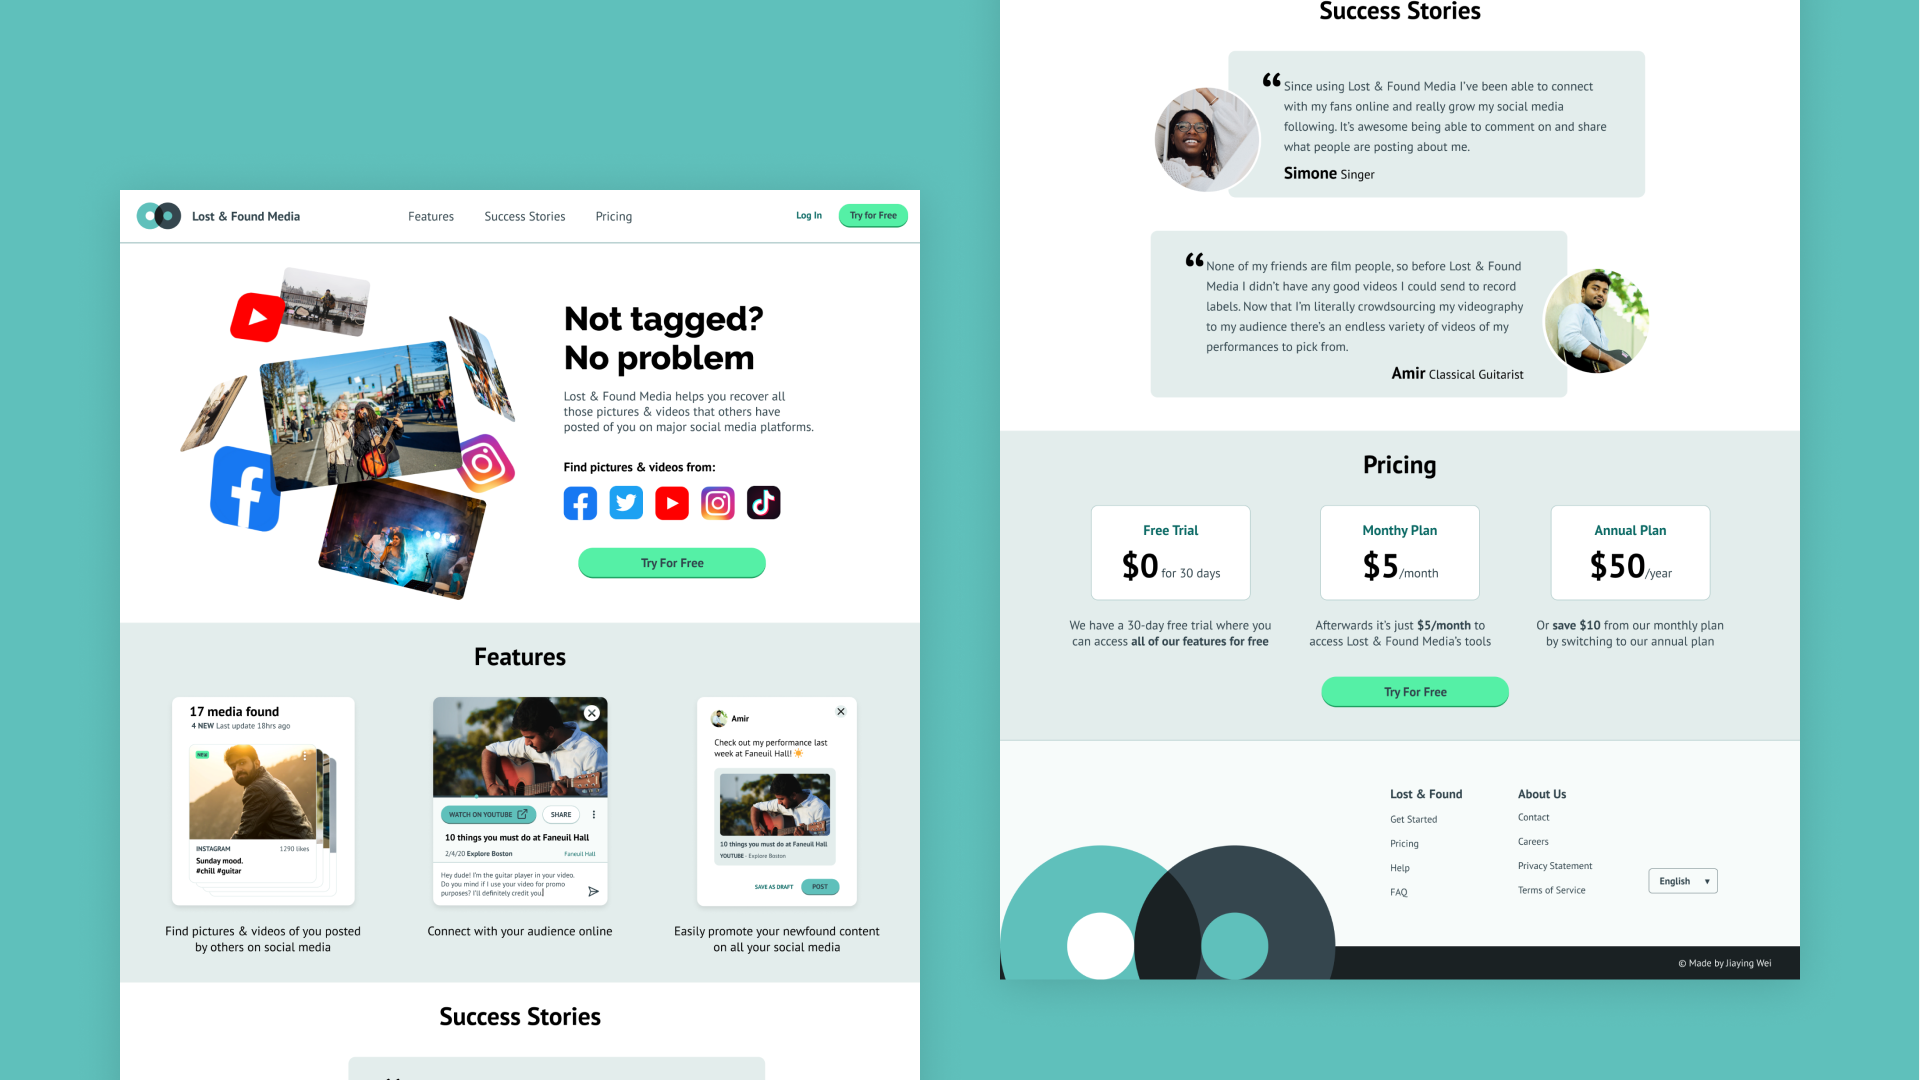 Lost & Found Media
Features
Success Stories
Pricing
Log In
Try for Free
Not tagged?
No problem
Lost & Found Media helps you recover all
those pictures & videos that others have
posted of you on major social media platforms.
Find pictures & videos from:
Try For Free
Features
17 media found
4 NEW Last update 18hrs ago
NEW
INSTAGRAM
1290 likes
Sunday mood.
#chill #guitar
Find pictures & videos of you posted
by others on social media
WATCH ON YOUTUBE
SHARE
10 things you must do at Faneuil Hall
2/4/20 Explore Boston
Faneuil Hall
Hey dude! I'm the guitar player in your video.
Do you mind if I use your video for promo
purposes? I'll definitely credit you
Connect with your audience online
Amir
Check out my performance last
week at Faneuil Hall!
10 things you must do at Faneuil Hall
YOUTUBE - Explore Boston
SAVE AS DRAFT
POST
Easily promote your newfound content
on all your social media
Success Stories
Success Stories
“ Since using Lost & Found Media I've been able to connect
with my fans online and really grow my social media
following. It's awesome being able to comment on and share
what people are posting about me.
Simone Singer
“ None of my friends are film people, so before Lost & Found
Media I didn't have any good videos I could send to record
labels. Now that I'm literally crowdsourcing my videography
to my audience there's an endless variety of videos of my
performances to pick from.
Amir Classical Guitarist
Pricing
Free Trial
$0 for 30 days
We have a 30-day free trial where you
can access all of our features for free
Monthy Plan
$5/month
Afterwards it's just $5/month to
access Lost & Found Media's tools
Annual Plan
$50/year
Or save $10 from our monthly plan
by switching to our annual plan
Try For Free
Lost & Found
Get Started
Pricing
Help
FAQ
About Us
Contact
Careers
Privacy Statement
Terms of Service
English
© Made by Jiaying Wei